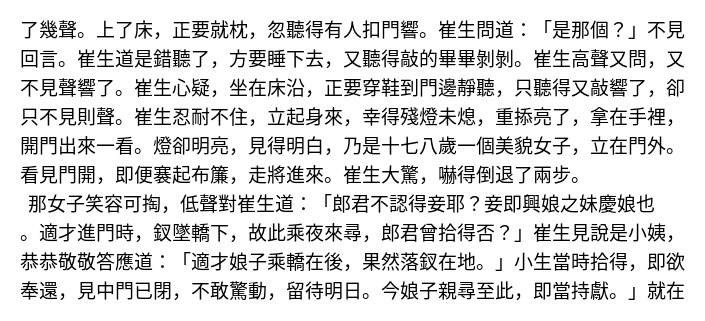 了幾聲。上了床，正要就枕，忽聽得有人扣門響。崔生問道：「是那個？」不見
回言。崔生道是錯聽了，方要睡下去，又聽得敲的畢畢剝剝。崔生高聲又問，又
不見聲響了。崔生心疑，坐在床沿，正要穿鞋到門邊靜聽，只聽得又敲響了，卻
只不見則聲。崔生忍耐不住，立起身來，幸得殘燈未熄，重掭亮了，拿在手裡，
開門出來一看。燈卻明亮，見得明白，乃是十七八歲一個美貌女子，立在門外。
看見門開，即便褰起布簾，走將進來。崔生大驚，嚇得倒退了兩步。
那女子笑容可掬，低聲對崔生道：「郎君不認得妾耶？妾即興娘之妹慶娘也
。適才進門時，釵墜轎下，故此乘夜來尋，郎君曾拾得否？」崔生見說是小姨，
恭恭敬敬答應道：「適才娘子乘轎在後，果然落釵在地。」小生當時拾得，即欲
奉還，見中門已閉，不敢驚動，留待明日。今娘子親尋至此，即當持獻。」就在